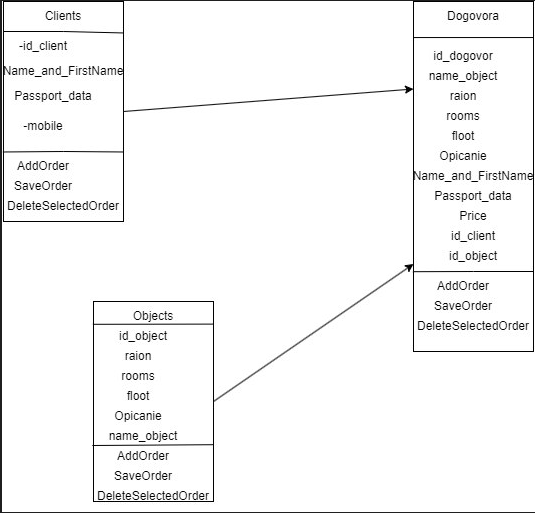 Clients
-id_client
Name_and_FirstName
Passport_data
-mobile
AddOrder
SaveOrder
DeleteSelectedOrder
Dogovora
id_dogovor
name_object
raion
rooms
floot
Opicanie
Name_and_FirstName
Passport_data
Price
id_client
id_object
AddOrder
SaveOrder
DeleteSelectedOrder
Objects
id_object
raion
rooms
floot
Opicanie
name_object
AddOrder
SaveOrder
DeleteSelectedOrder